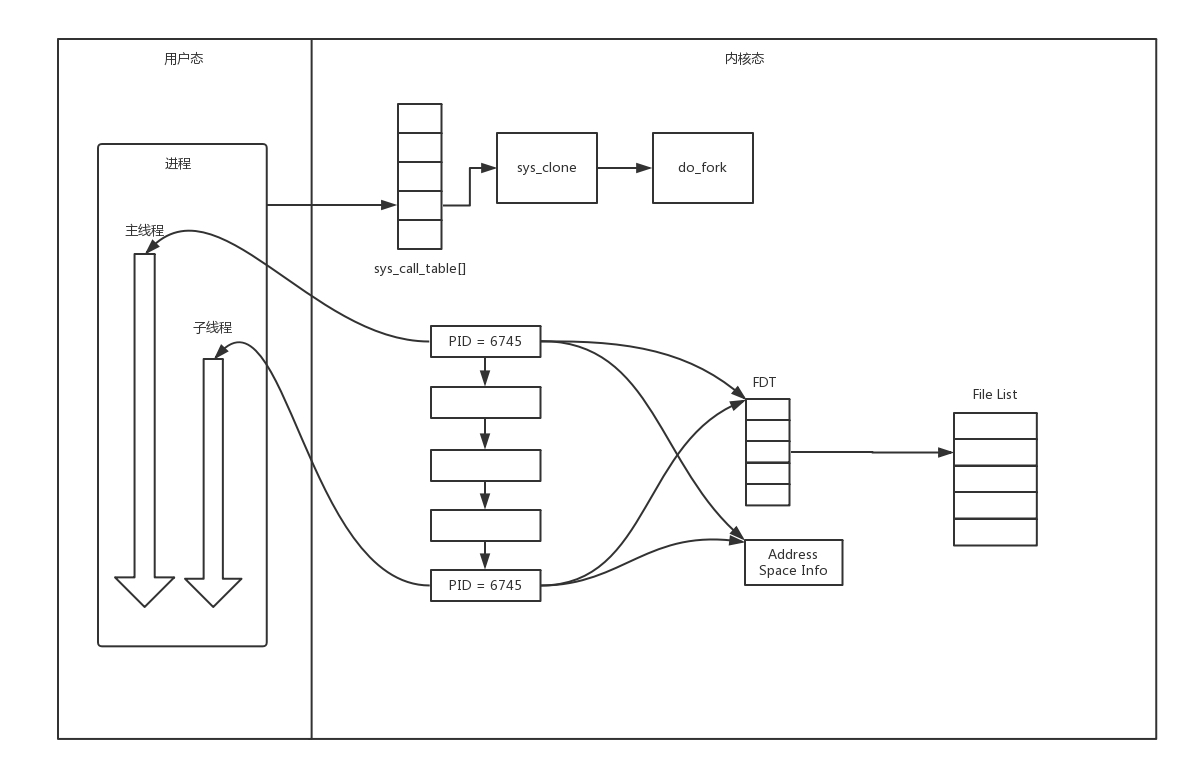 用户态
内核态
进程
sys_clone
do_fork
主线程
sys_call_table[]
子线程
PID = 6745
FDT
File List
Address
Space Info
PID = 6745